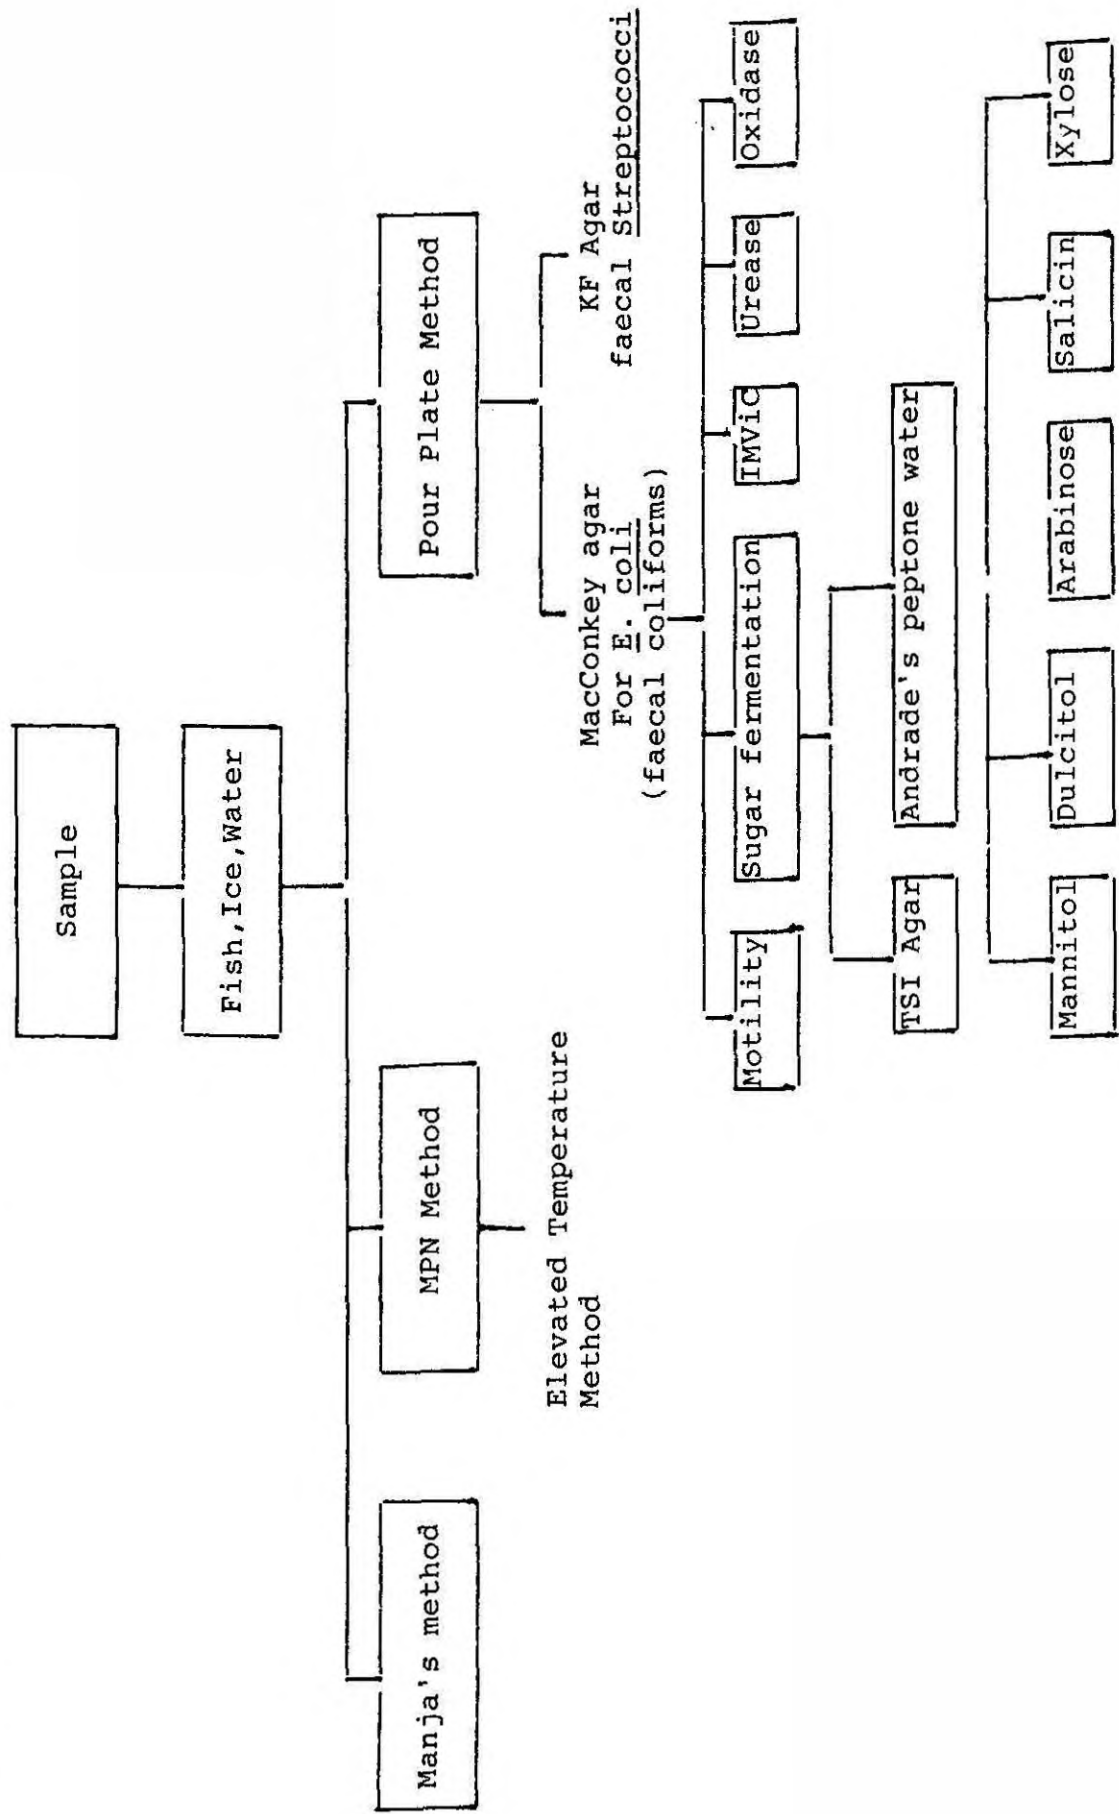 Sample
Fish,Ice,Water
Manja's method
MPN Method
Pour Plate Method
Elevated Temperature
Method
MacConkey agar
For E. coli
(faecal coliforms)
KF Agar
faecal Streptococci
Motility
Sugar fermentation
IMViC
Urease
Oxidase
TSI Agar
Andrade's peptone water
Mannitol
Dulcitol
Arabinose
Salicin
Xylose